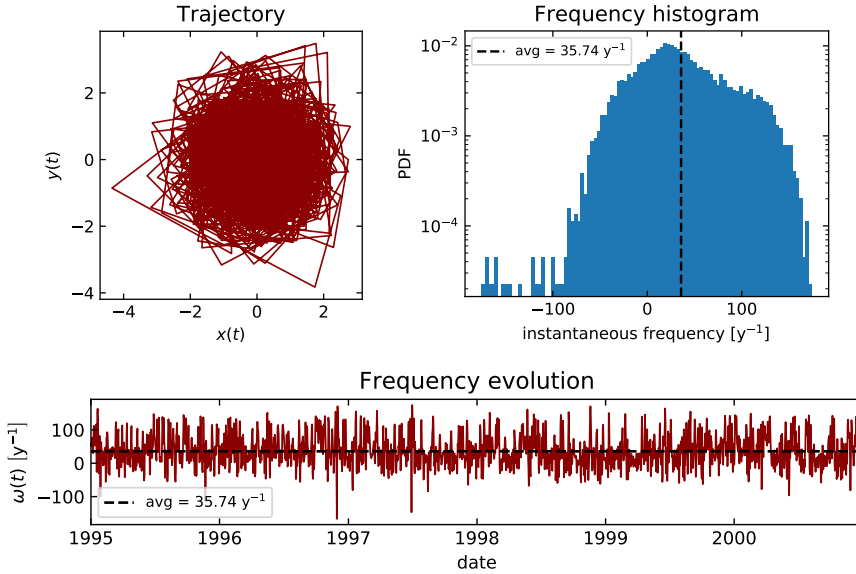 Trajectory
y(t)
2
0
−2
−4
−4
−2
0
2
x(t)
Frequency histogram
avg = 35.74 y⁻¹
PDF
10⁻²
10⁻³
10⁻⁴
−100
0
100
instantaneous frequency [y⁻¹]
Frequency evolution
ω(t) [y⁻¹]
100
0
−100
avg = 35.74 y⁻¹
1995
1996
1997
1998
1999
2000
date